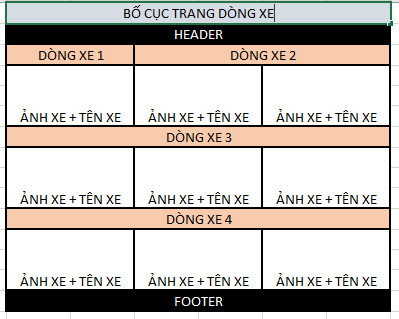 BỐ CỤC TRANG DÒNG XE
HEADER
DÒNG XE 1 DÒNG XE 2
ẢNH XE + TÊN XE ẢNH XE + TÊN XE ẢNH XE + TÊN XE
DÒNG XE 3
ẢNH XE + TÊN XE ẢNH XE + TÊN XE ẢNH XE + TÊN XE
DÒNG XE 4
ẢNH XE + TÊN XE ẢNH XE + TÊN XE ẢNH XE + TÊN XE
FOOTER